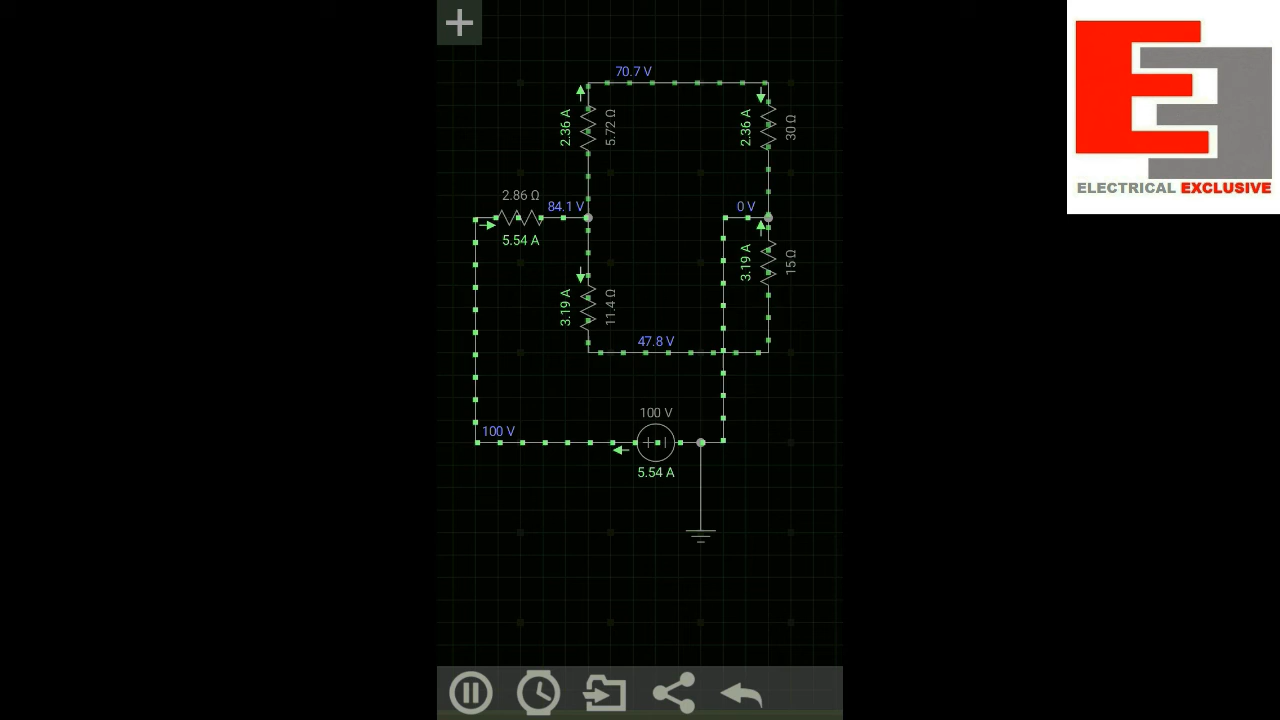 70.7 V
2.36 A
5.72 Ω
2.36 A
30 Ω
2.86 Ω
84.1 V
0 V
5.54 A
3.19 A
15 Ω
3.19 A
11.4 Ω
47.8 V
100 V
100 V
5.54 A
ELECTRICAL EXCLUSIVE